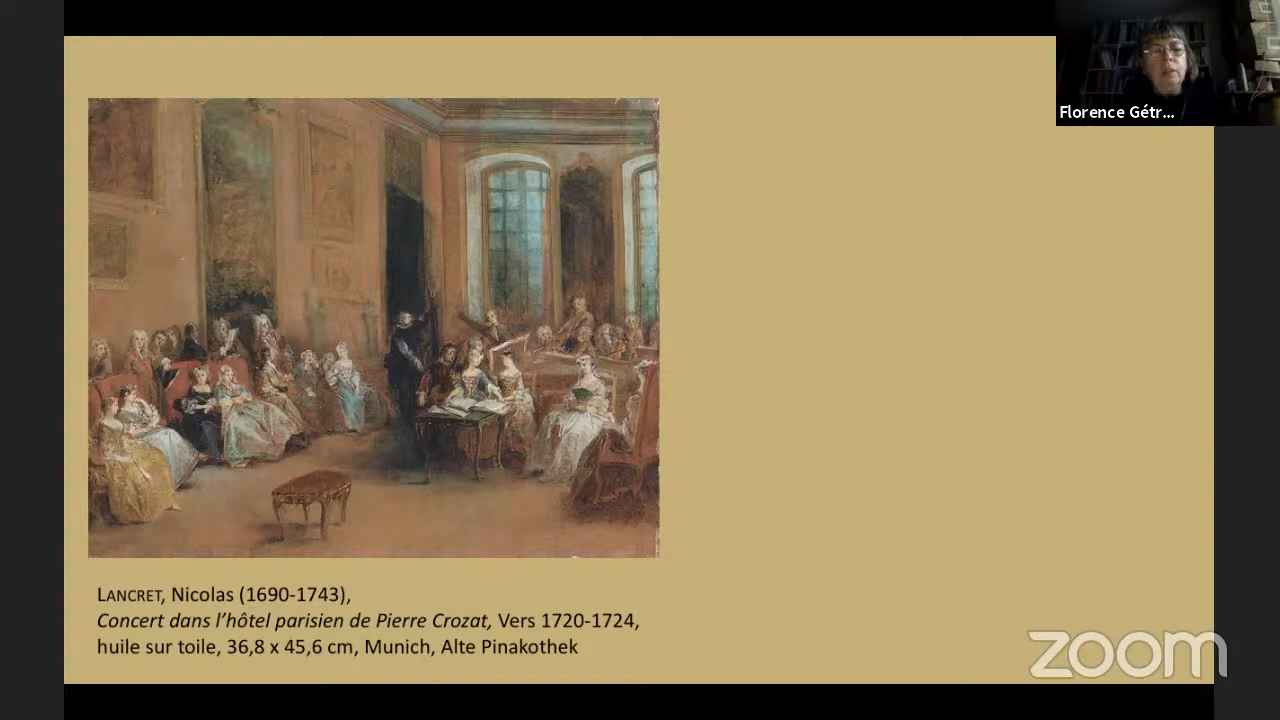 Florence Gétr...
LANCRET, Nicolas (1690-1743),
Concert dans l’hôtel parisien de Pierre Crozat, Vers 1720-1724,
huile sur toile, 36,8 x 45,6 cm, Munich, Alte Pinakothek
zoom